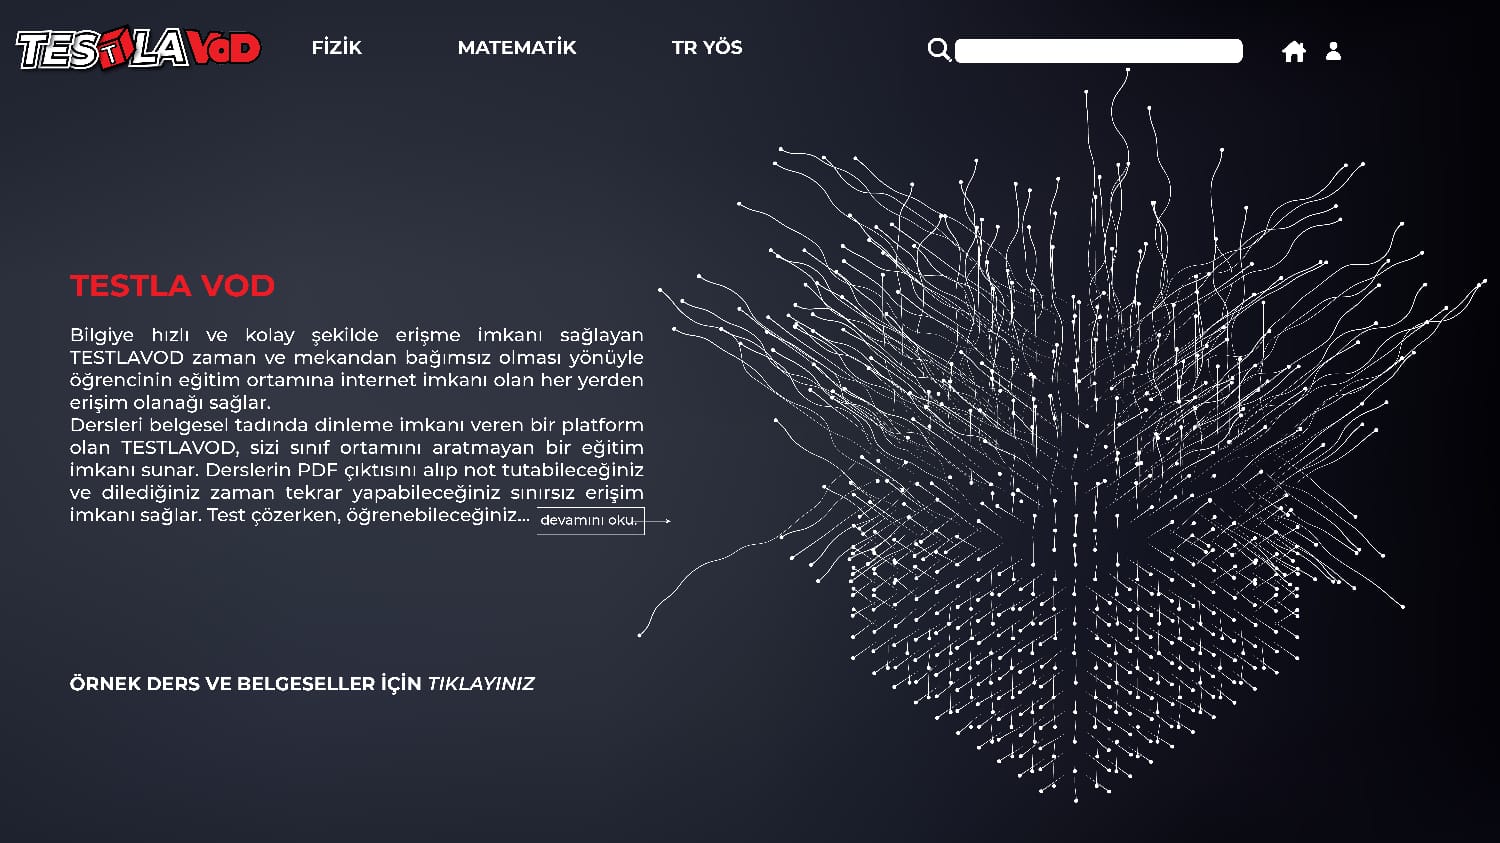 TESTLAVOD
FİZİK
MATEMATİK
TR YÖS
TESTLA VOD
Bilgiye hızlı ve kolay şekilde erişme imkanı sağlayan
TESTLAVOD zaman ve mekandan bağımsız olması yönüyle
öğrencinin eğitim ortamına internet imkanı olan her yerden
erişim olanağı sağlar.
Dersleri belgesel tadında dinleme imkanı veren bir platform
olan TESTLAVOD, sizi sınıf ortamını aratmayan bir eğitim
imkanı sunar. Derslerin PDF çıktısını alıp not tutabileceğiniz
ve dilediğiniz zaman tekrar yapabileceğiniz sınırsız erişim
imkanı sağlar. Test çözerken, öğrenebileceğiniz... devamını oku.
ÖRNEK DERS VE BELGESELLER İÇİN TIKLAYINIZ